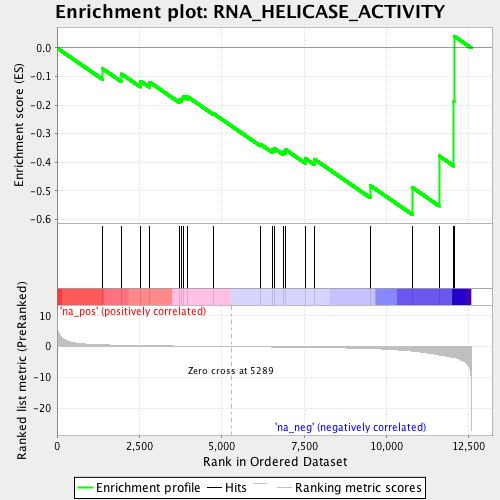 Enrichment plot: RNA_HELICASE_ACTIVITY
Enrichment score (ES)
0.0
-0.1
-0.2
-0.3
-0.4
-0.5
-0.6
'na_pos' (positively correlated)
Ranked list metric (PreRanked)
10
5
0
-10
-20
Zero cross at 5289
'na_neg' (negatively correlated)
0
2,500
5,000
7,500
10,000
12,500
Rank in Ordered Dataset
Enrichment profile
Hits
Ranking metric scores